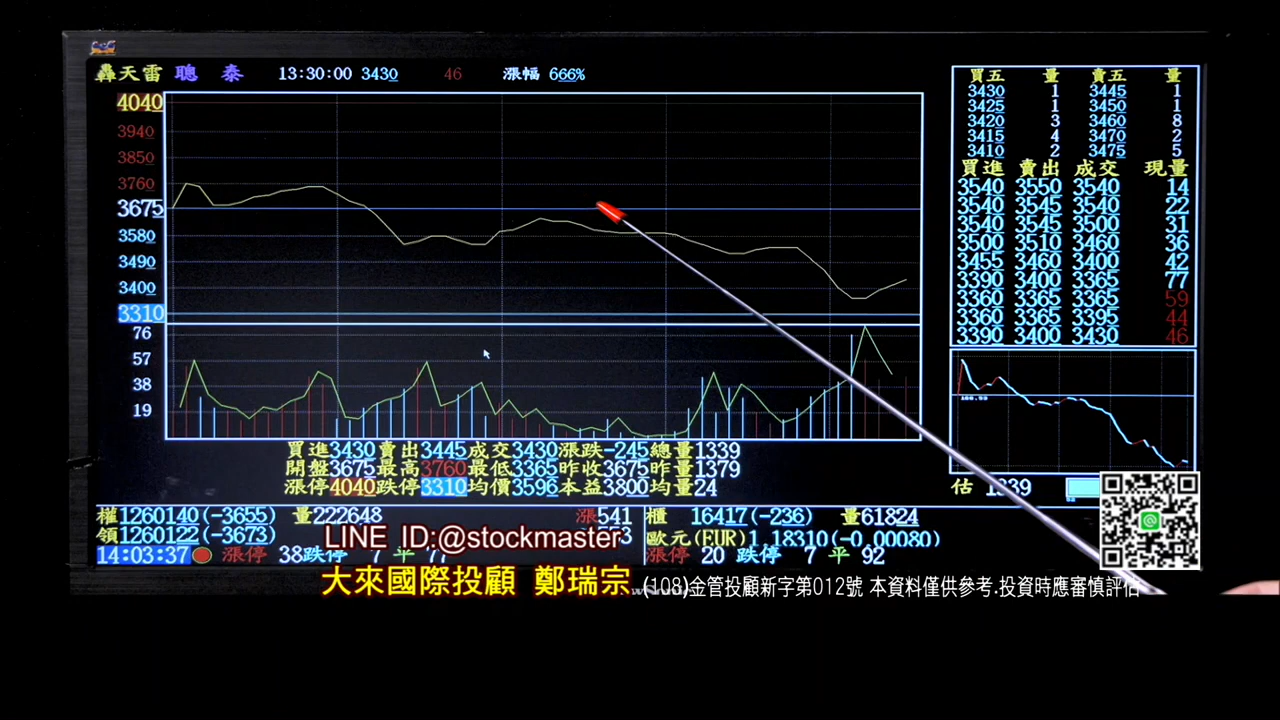 轟天雷 聰 泰 13:30:00 3430 46 漲幅 666%
4040
3940
3850
3760
3675
3580
3490
3400
3310
76
57
38
19
買五 量 賣五 量
3430 1 3445 1
3425 1 3450 1
3420 3 3460 8
3415 4 3470 2
3410 2 3475 5
買進 賣出 成交 現量
3540 3550 3540 14
3540 3545 3540 22
3540 3545 3500 31
3500 3510 3460 36
3455 3460 3400 42
3390 3400 3365 77
3360 3365 3365 59
3360 3365 3395 44
3390 3400 3430 46
買進3430賣出3445成交3430漲跌-245總量1339
開盤3675最高3760最低3365昨收3675昨量1379
漲停4040跌停3310均價3596本益3800均量24
估 1339
權1260140(-3655) 量222648 漲541 櫃 16417(-236) 量61824
領1260122(-3673) 歐元(EUR)1.18310(-0.00080)
14:03:37 漲停 38跌停 7 平 77 漲停 20 跌停 7 平 92
LINE ID:@stockmaster
大來國際投顧 鄭瑞宗 (108)金管投顧新字第012號 本資料僅供參考.投資時應審慎評估